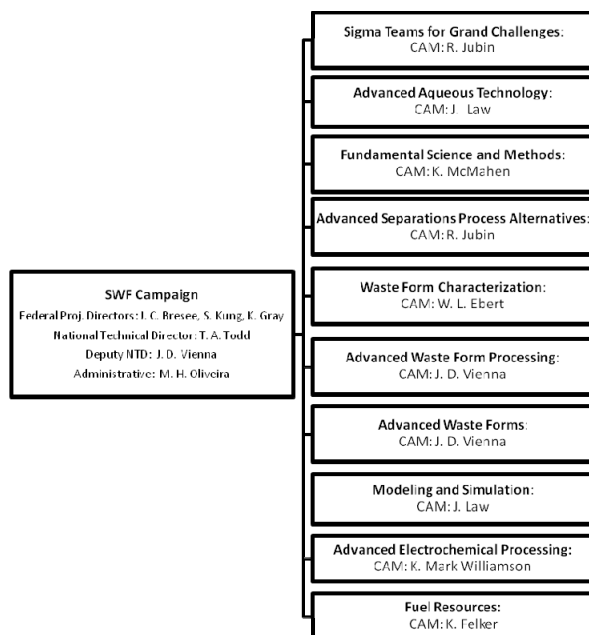 Sigma Teams for Grand Challenges:
CAM: R. Jubin
Advanced Aqueous Technology:
CAM: J. Law
Fundamental Science and Methods:
CAM: K. McMahen
Advanced Separations Process Alternatives:
CAM: R. Jubin
SWF Campaign
Federal Proj. Directors: J. C. Bresee, S. Kung, K. Gray
National Technical Director: T. A. Todd
Deputy NTD: J. D. Vienna
Administrative: M. H. Oliveira
Waste Form Characterization:
CAM: W. L. Ebert
Advanced Waste Form Processing:
CAM: J. D. Vienna
Advanced Waste Forms:
CAM: J. D. Vienna
Modeling and Simulation:
CAM: J. Law
Advanced Electrochemical Processing:
CAM: K. Mark Williamson
Fuel Resources:
CAM: K. Felker